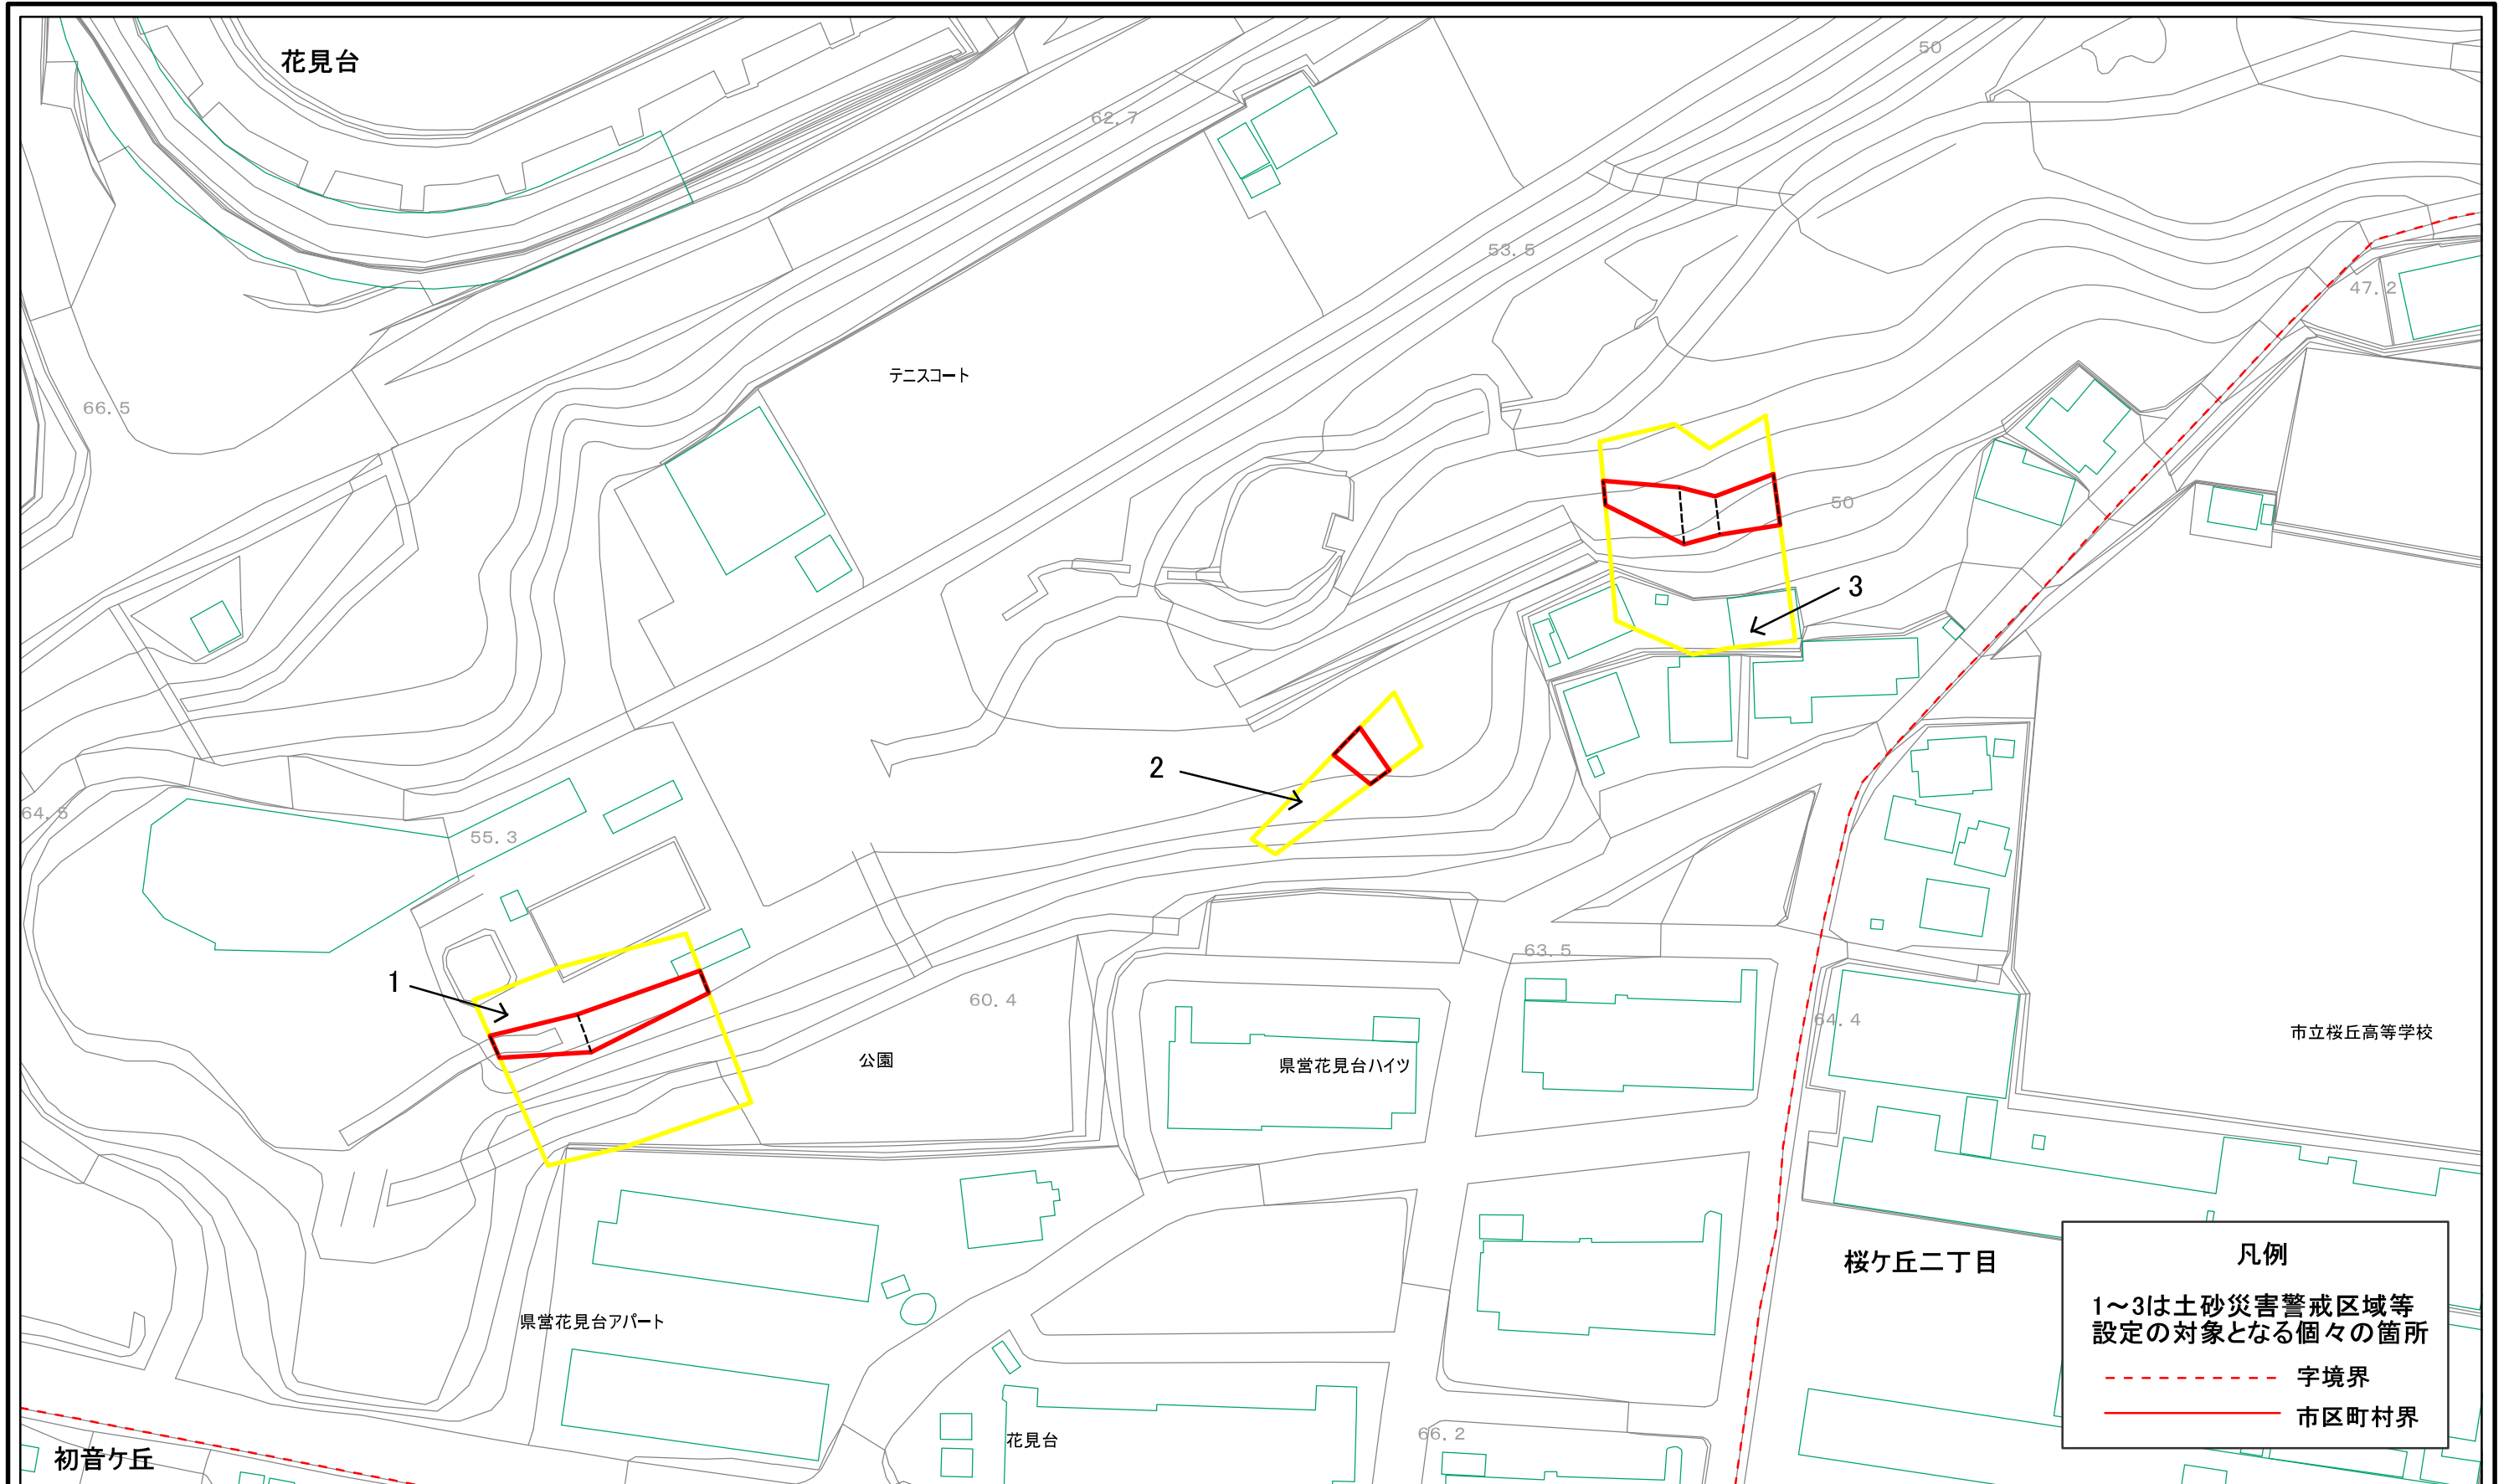 花見台
50
62.7
53.5
47.2
テニスコート
66.5
50
3
2
64.5
55.3
1
63.5
60.4
64.4
市立桜丘高等学校
公園
県営花見台ハイツ
凡例
1～3は土砂災害警戒区域等
設定の対象となる個々の箇所
字境界
市区町村界
桜ケ丘二丁目
県営花見台アパート
花見台
66.2
初音ケ丘